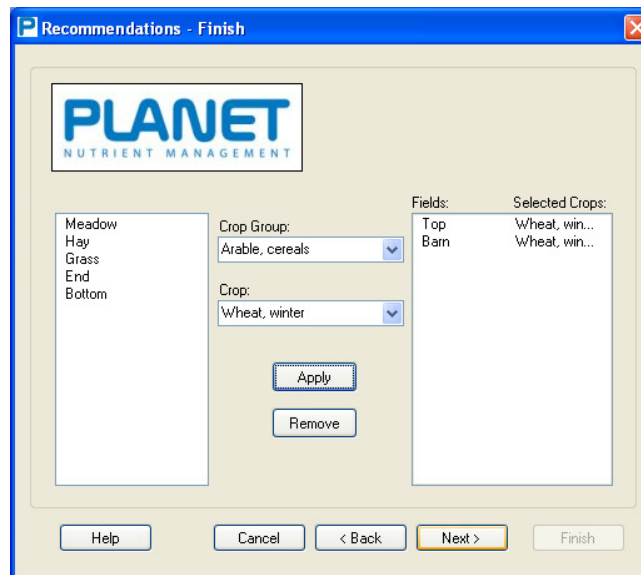 Recommendations - Finish
PLANET
NUTRIENT MANAGEMENT
Meadow
Hay
Grass
End
Bottom
Crop Group:
Arable, cereals
Crop:
Wheat, winter
Apply
Remove
Fields: Selected Crops:
Top Wheat, win...
Barn Wheat, win...
Help Cancel < Back Next > Finish